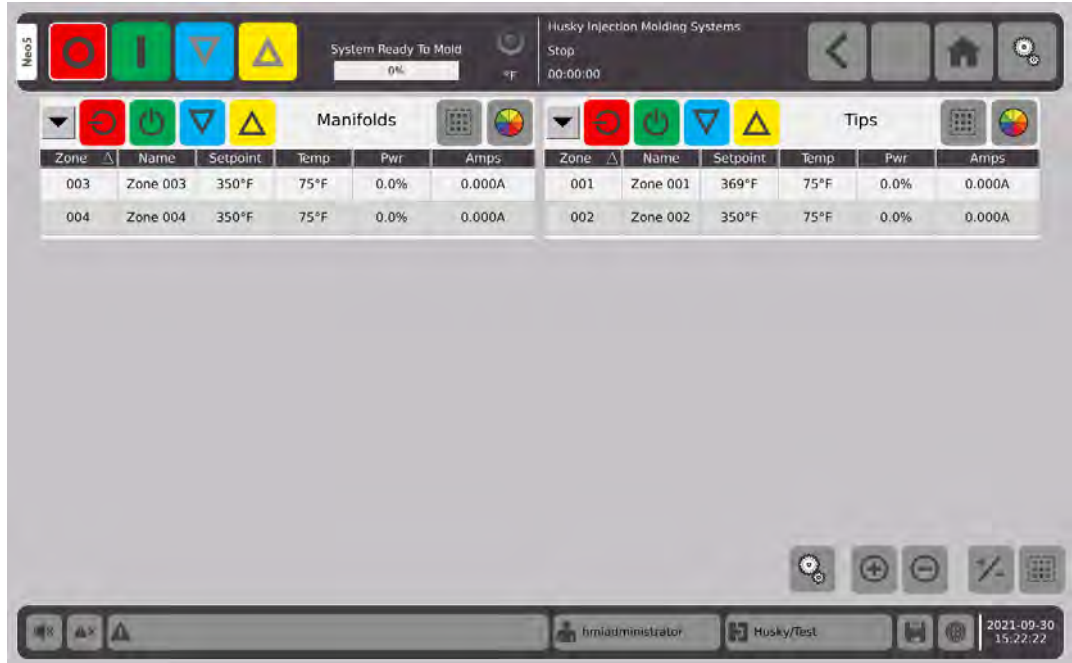 Neo5
System Ready To Mold
0%
°F
Husky Injection Molding Systems
Stop
00:00:00
Manifolds
Zone Name Setpoint Temp Pwr Amps
003 Zone 003 350°F 75°F 0.0% 0.000A
004 Zone 004 350°F 75°F 0.0% 0.000A
Tips
Zone Name Setpoint Temp Pwr Amps
001 Zone 001 369°F 75°F 0.0% 0.000A
002 Zone 002 350°F 75°F 0.0% 0.000A
hmiadministrator
Husky/Test
2021-09-30
15:22:22